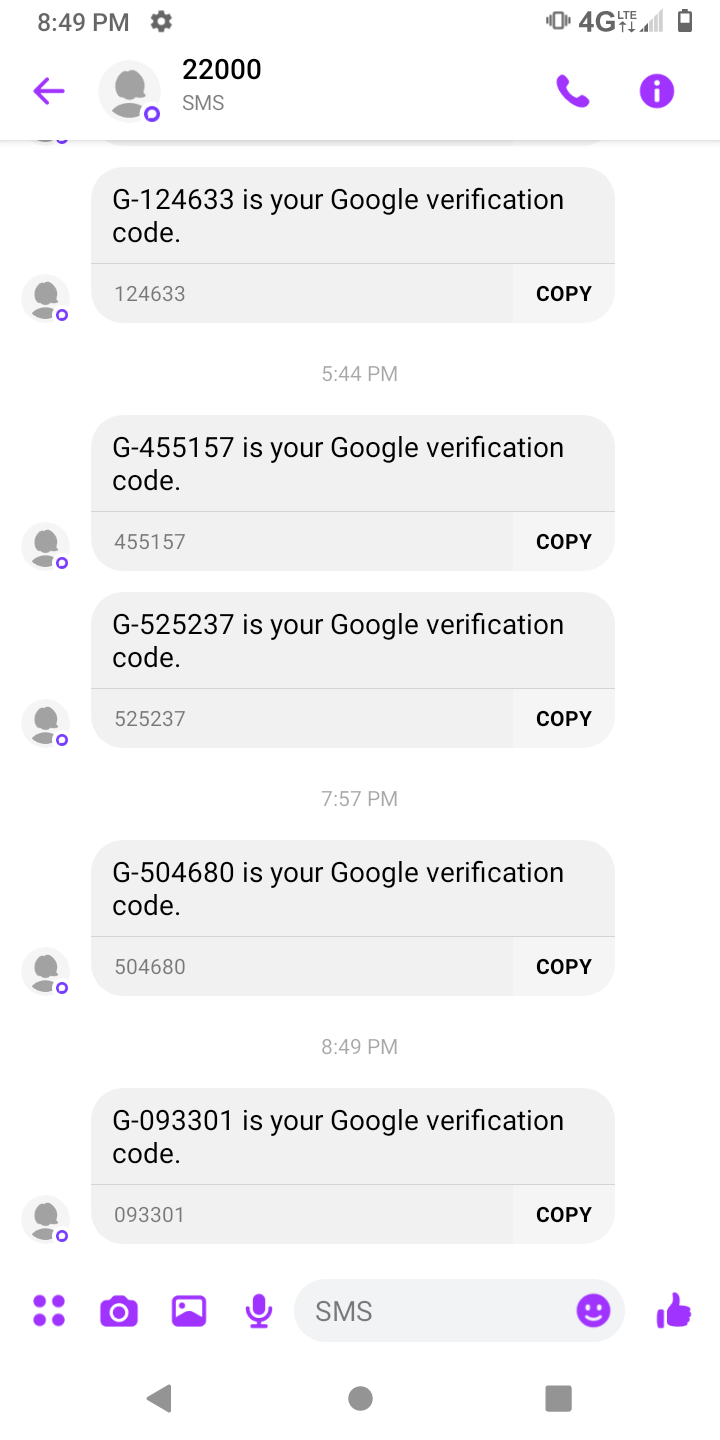 8:49 PM 4G LTE
22000
SMS
G-124633 is your Google verification
code.
124633 COPY
5:44 PM
G-455157 is your Google verification
code.
455157 COPY
G-525237 is your Google verification
code.
525237 COPY
7:57 PM
G-504680 is your Google verification
code.
504680 COPY
8:49 PM
G-093301 is your Google verification
code.
093301 COPY
SMS